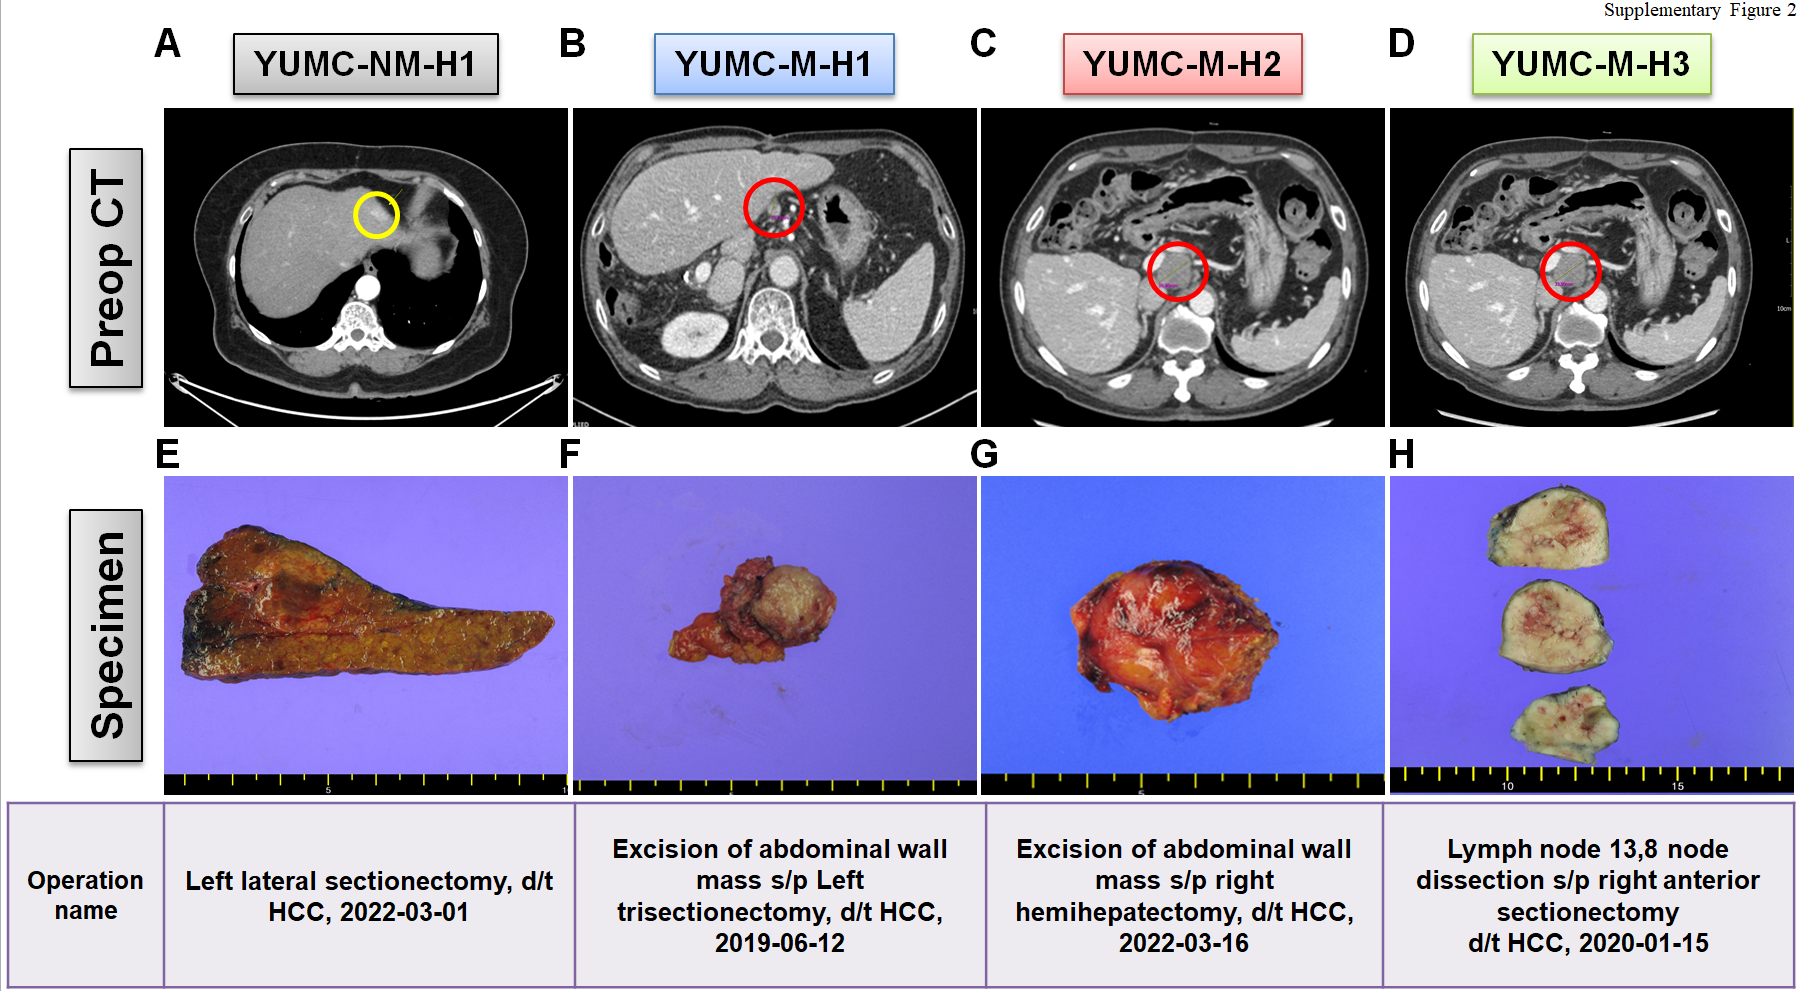 Supplementary Figure 2
A
YUMC-NM-H1
B
YUMC-M-H1
C
YUMC-M-H2
D
YUMC-M-H3
Preop CT
L
10cm
E
F
G
H
Specimen
5
5
5
10
15
Operation
name
Left lateral sectionectomy, d/t
HCC, 2022-03-01
Excision of abdominal wall
mass s/p Left
trisectionectomy, d/t HCC,
2019-06-12
Excision of abdominal wall
mass s/p right
hemihepatectomy, d/t HCC,
2022-03-16
Lymph node 13,8 node
dissection s/p right anterior
sectionectomy
d/t HCC, 2020-01-15